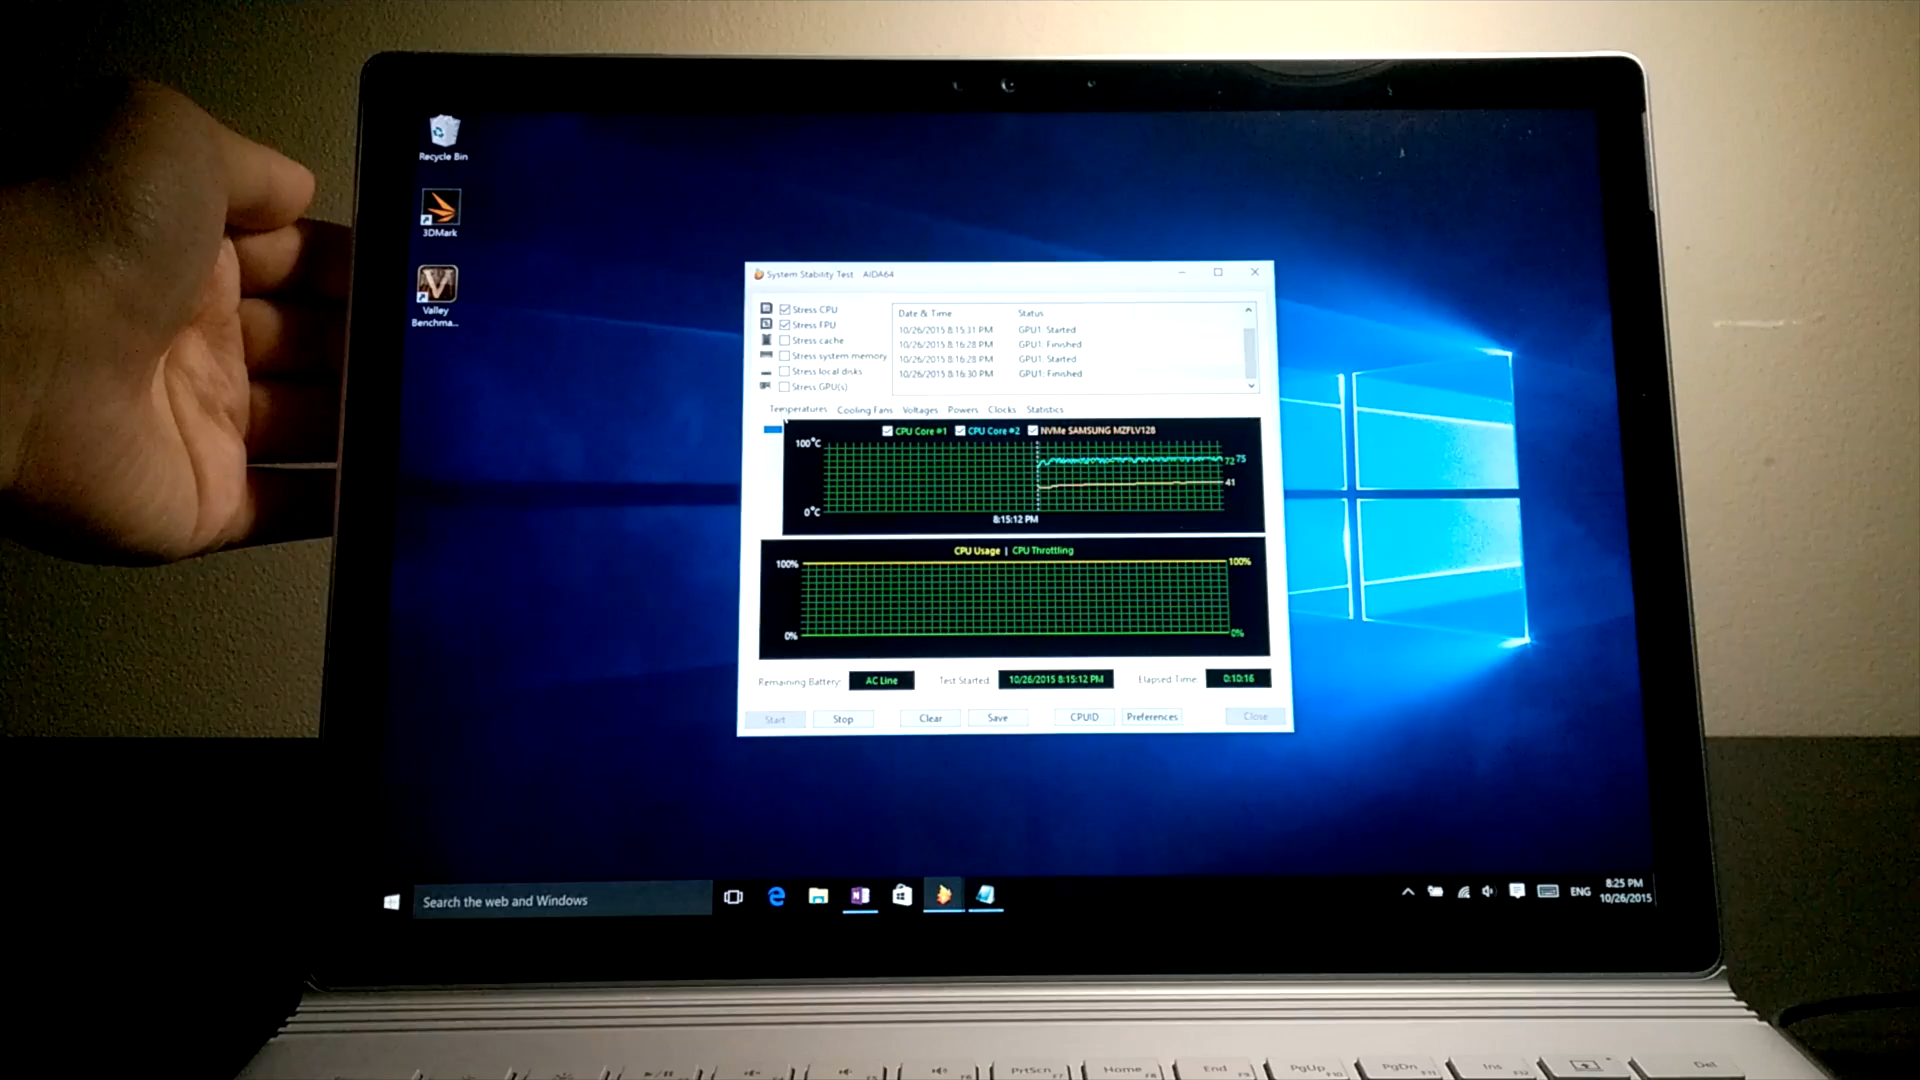 Recycle Bin
3DMark
Valley
Benchma...
System Stability Test AIDA64
Stress CPU
Stress FPU
Stress cache
Stress system memory
Stress local disks
Stress GPU(s)
Date & Time Status
10/26/2015 8:15:31 PM GPU1: Started
10/26/2015 8:16:28 PM GPU1: Finished
10/26/2015 8:16:28 PM GPU1: Started
10/26/2015 8:16:30 PM GPU1: Finished
Temperatures Cooling Fans Voltages Powers Clocks Statistics
CPU Core #1 CPU Core #2 NVMe SAMSUNG MZFLV128
100°C
72 75
41
0°C
8:15:12 PM
CPU Usage | CPU Throttling
100% 100%
0% 0%
Remaining Battery: AC Line Test Started 10/26/2015 8:15:12 PM Elapsed Time: 0:10:16
Start Stop Clear Save CPUID Preferences Close
Search the web and Windows
ENG
8:25 PM
10/26/2015
PrtScn F7 Home F8 End F9 PgUp F10 PgDn F11 Ins F12 Del